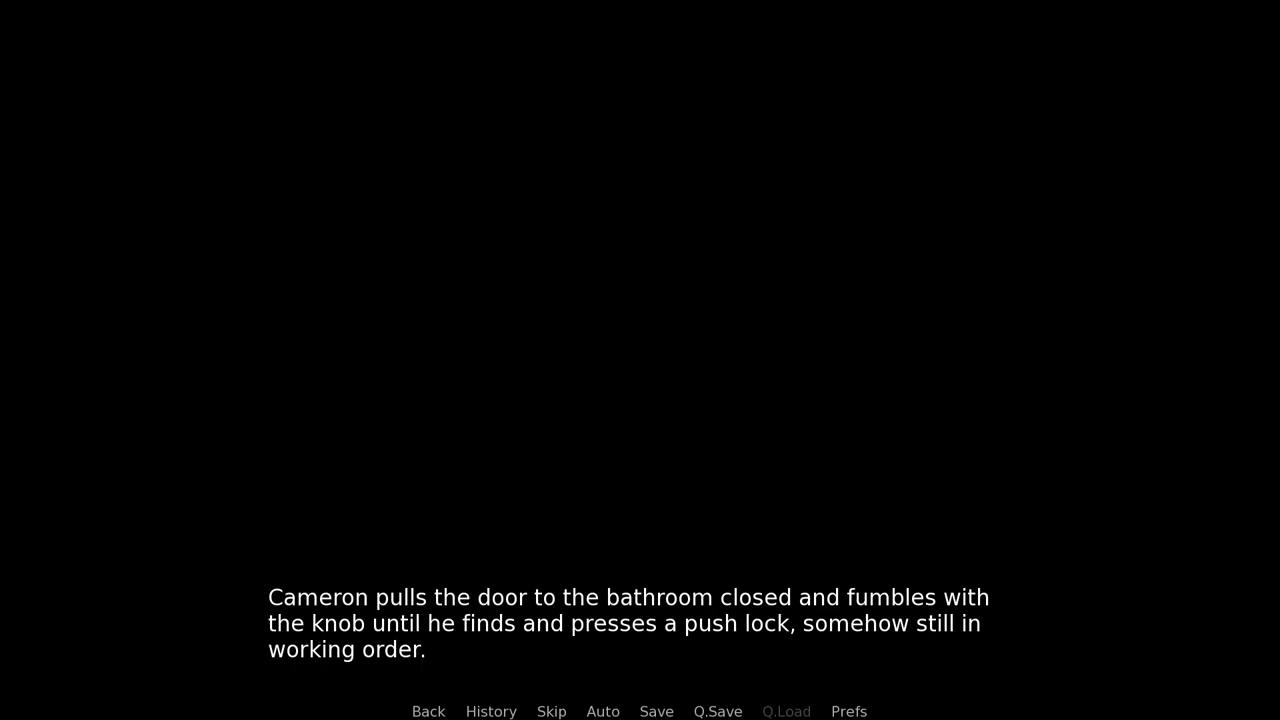 Cameron pulls the door to the bathroom closed and fumbles with
the knob until he finds and presses a push lock, somehow still in
working order.
Back History Skip Auto Save Q.Save Q.Load Prefs